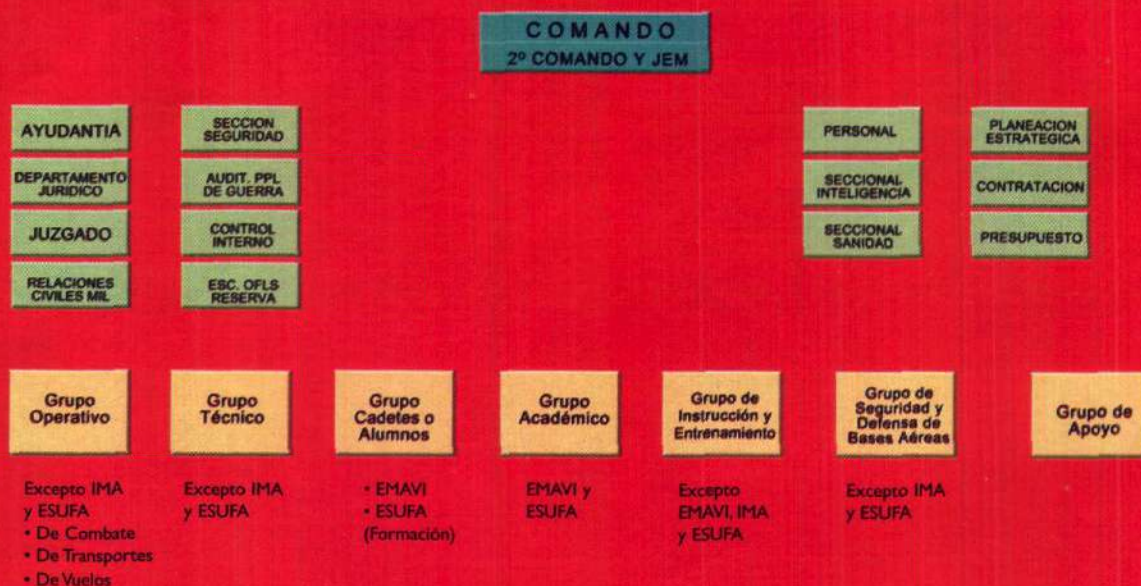 COMANDO
2º COMANDO Y JEM
AYUDANTIA
DEPARTAMENTO
JURIDICO
JUZGADO
RELACIONES
CIVILES MIL
SECCION
SEGURIDAD
AUDIT. PPL
DE GUERRA
CONTROL
INTERNO
ESC. OFLS
RESERVA
PERSONAL
SECCIONAL
INTELIGENCIA
SECCIONAL
SANIDAD
PLANEACION
ESTRATEGICA
CONTRATACION
PRESUPUESTO
Grupo
Operativo
Excepto IMA
y ESUFA
• De Combate
• De Transportes
• De Vuelos
Grupo
Técnico
Excepto IMA
y ESUFA
Grupo
Cadetes o
Alumnos
• EMAVI
• ESUFA
(Formación)
Grupo
Académico
EMAVI y
ESUFA
Grupo de
Instrucción y
Entrenamiento
Excepto
EMAVI, IMA
y ESUFA
Grupo de
Seguridad y
Defensa de
Bases Aéreas
Excepto IMA
y ESUFA
Grupo de
Apoyo